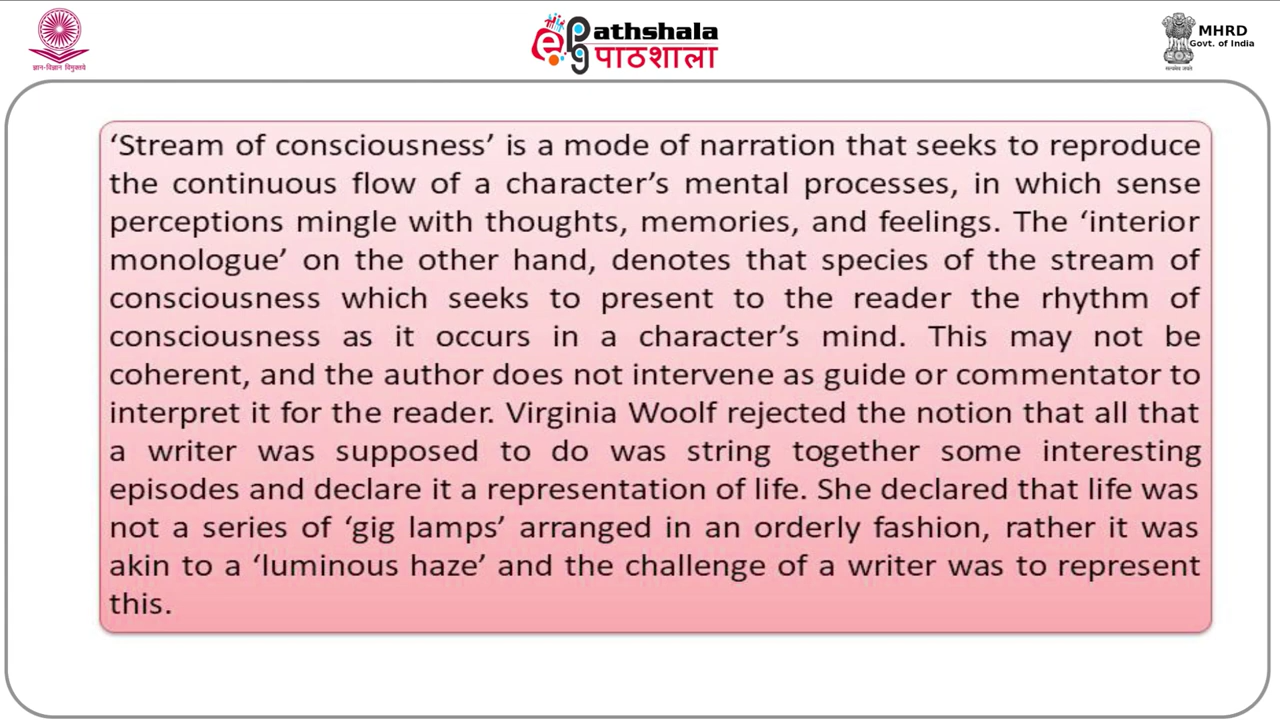 ज्ञान-विज्ञान विमुक्तये
epg
athshala
पाठशाला
MHRD
Govt. of India
सत्यमेव जयते
‘Stream of consciousness’ is a mode of narration that seeks to reproduce
the continuous flow of a character’s mental processes, in which sense
perceptions mingle with thoughts, memories, and feelings. The ‘interior
monologue’ on the other hand, denotes that species of the stream of
consciousness which seeks to present to the reader the rhythm of
consciousness as it occurs in a character’s mind. This may not be
coherent, and the author does not intervene as guide or commentator to
interpret it for the reader. Virginia Woolf rejected the notion that all that
a writer was supposed to do was string together some interesting
episodes and declare it a representation of life. She declared that life was
not a series of ‘gig lamps’ arranged in an orderly fashion, rather it was
akin to a ‘luminous haze’ and the challenge of a writer was to represent
this.